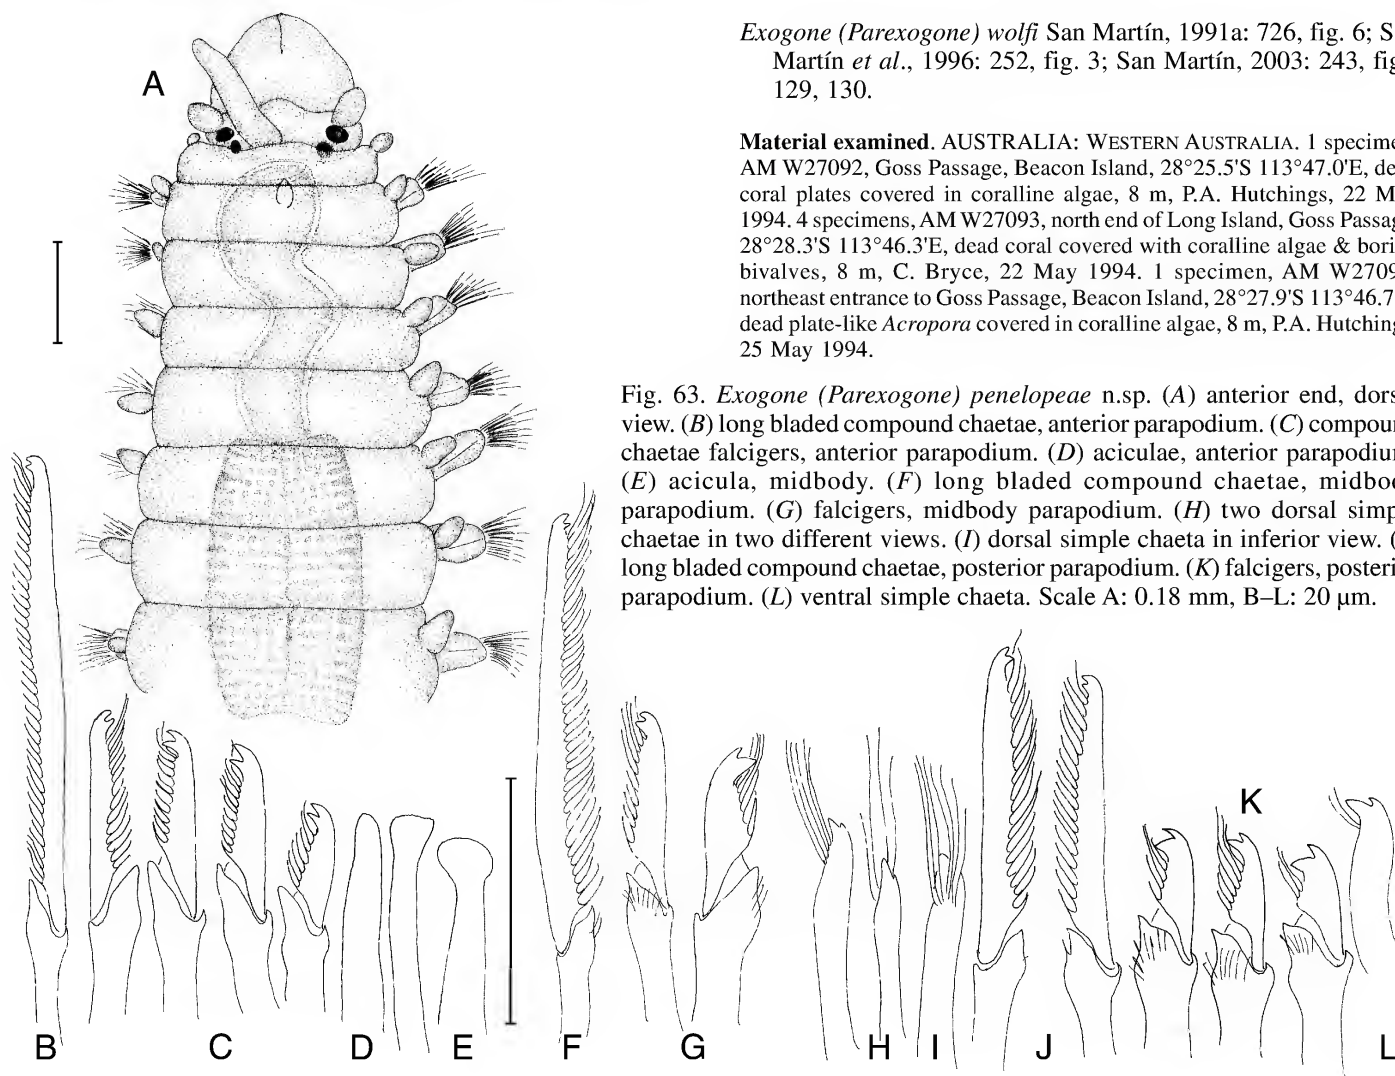 Exogone (Parexogone) wolfi San Martín, 1991a: 726, fig. 6; S
Martín et al., 1996: 252, fig. 3; San Martín, 2003: 243, fig
129, 130.
Material examined. AUSTRALIA: WESTERN AUSTRALIA. 1 specime
AM W27092, Goss Passage, Beacon Island, 28°25.5'S 113°47.0'E, de
coral plates covered in coralline algae, 8 m, P.A. Hutchings, 22 M
1994. 4 specimens, AM W27093, north end of Long Island, Goss Passag
28°28.3'S 113°46.3'E, dead coral covered with coralline algae & bori
bivalves, 8 m, C. Bryce, 22 May 1994. 1 specimen, AM W2709
northeast entrance to Goss Passage, Beacon Island, 28°27.9'S 113°46.7'
dead plate-like Acropora covered in coralline algae, 8 m, P.A. Hutching
25 May 1994.
Fig. 63. Exogone (Parexogone) penelopeae n.sp. (A) anterior end, dors
view. (B) long bladed compound chaetae, anterior parapodium. (C) compoun
chaetae falcigers, anterior parapodium. (D) aciculae, anterior parapodiu
(E) acicula, midbody. (F) long bladed compound chaetae, midbod
parapodium. (G) falcigers, midbody parapodium. (H) two dorsal simp
chaetae in two different views. (I) dorsal simple chaeta in inferior view. (
long bladed compound chaetae, posterior parapodium. (K) falcigers, posteri
parapodium. (L) ventral simple chaeta. Scale A: 0.18 mm, B–L: 20 µm.
A
K
B C D E F G H I J L